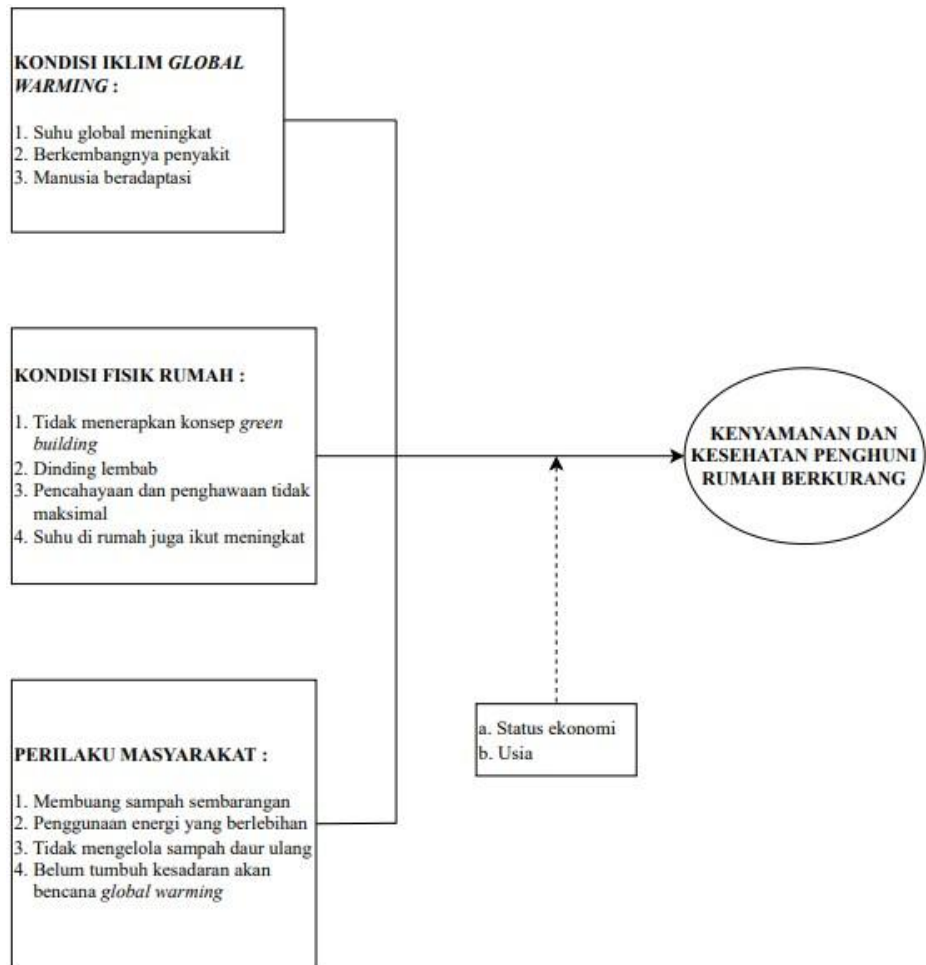 KONDISI IKLIM GLOBAL
WARMING :
1. Suhu global meningkat
2. Berkembangnya penyakit
3. Manusia beradaptasi
KONDISI FISIK RUMAH :
1. Tidak menerapkan konsep green
building
2. Dinding lembab
3. Pencahayaan dan penghawaan tidak
maksimal
4. Suhu di rumah juga ikut meningkat
KENYAMANAN DAN
KESEHATAN PENGHUNI
RUMAH BERKURANG
PERILAKU MASYARAKAT :
1. Membuang sampah sembarangan
2. Penggunaan energi yang berlebihan
3. Tidak mengelola sampah daur ulang
4. Belum tumbuh kesadaran akan
bencana global warming
a. Status ekonomi
b. Usia